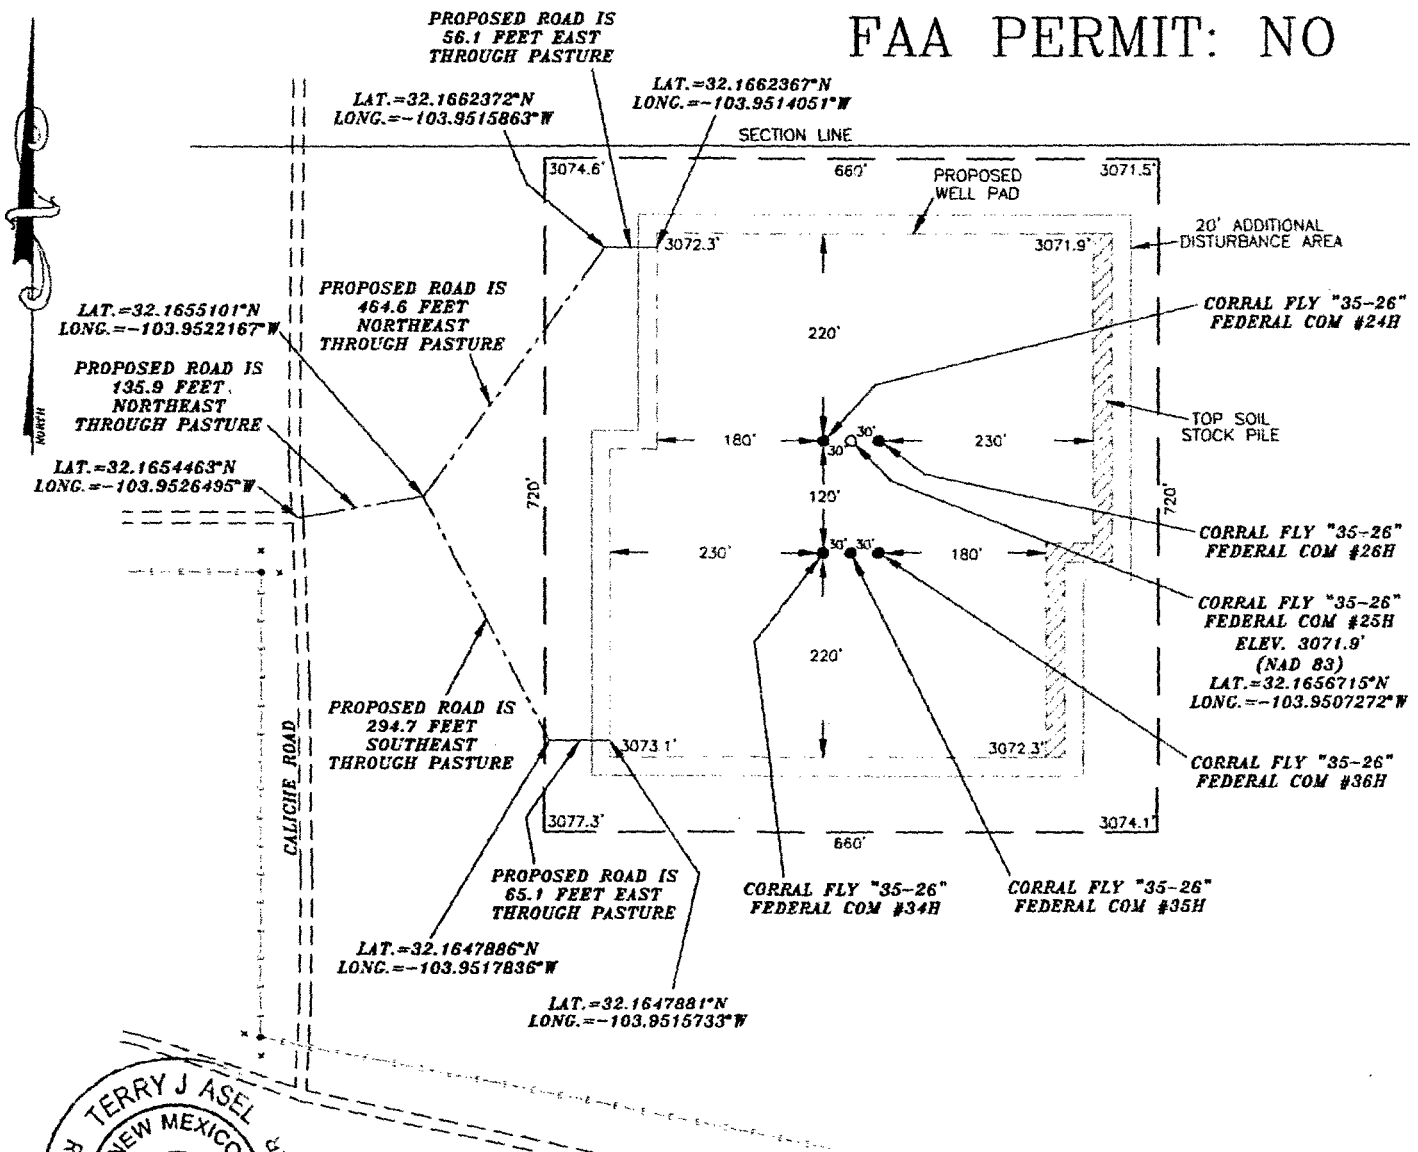 FAA PERMIT: NO
PROPOSED ROAD IS
56.1 FEET EAST
THROUGH PASTURE
LAT.=32.1662372°N
LONG.=-103.9515863°W
LAT.=32.1662367°N
LONG.=-103.9514051°W
SECTION LINE
3074.6'
660'
3071.5'
PROPOSED
WELL PAD
20' ADDITIONAL
DISTURBANCE AREA
3072.3'
3071.9'
NORTH
LAT.=32.1655101°N
LONG.=-103.9522167°W
PROPOSED ROAD IS
464.6 FEET
NORTHEAST
THROUGH PASTURE
220'
CORRAL FLY "35-26"
FEDERAL COM #24H
PROPOSED ROAD IS
135.9 FEET
NORTHEAST
THROUGH PASTURE
TOP SOIL
STOCK PILE
180'
30'
30'
230'
LAT.=32.1654463°N
LONG.=-103.9526495°W
720'
120'
720'
CORRAL FLY "35-26"
FEDERAL COM #26H
230'
30'
30'
180'
CORRAL FLY "35-26"
FEDERAL COM #25H
ELEV. 3071.9'
(NAD 83)
LAT.=32.1656715°N
LONG.=-103.9507272°W
220'
PROPOSED ROAD IS
294.7 FEET
SOUTHEAST
THROUGH PASTURE
3073.1'
3072.3'
CALICHE ROAD
CORRAL FLY "35-26"
FEDERAL COM #36H
3077.3'
660'
3074.1'
PROPOSED ROAD IS
65.1 FEET EAST
THROUGH PASTURE
CORRAL FLY "35-26"
FEDERAL COM #34H
CORRAL FLY "35-26"
FEDERAL COM #35H
LAT.=32.1647886°N
LONG.=-103.9517836°W
LAT.=32.1647881°N
LONG.=-103.9515733°W
TERRY J ASEL
NEW MEXICO